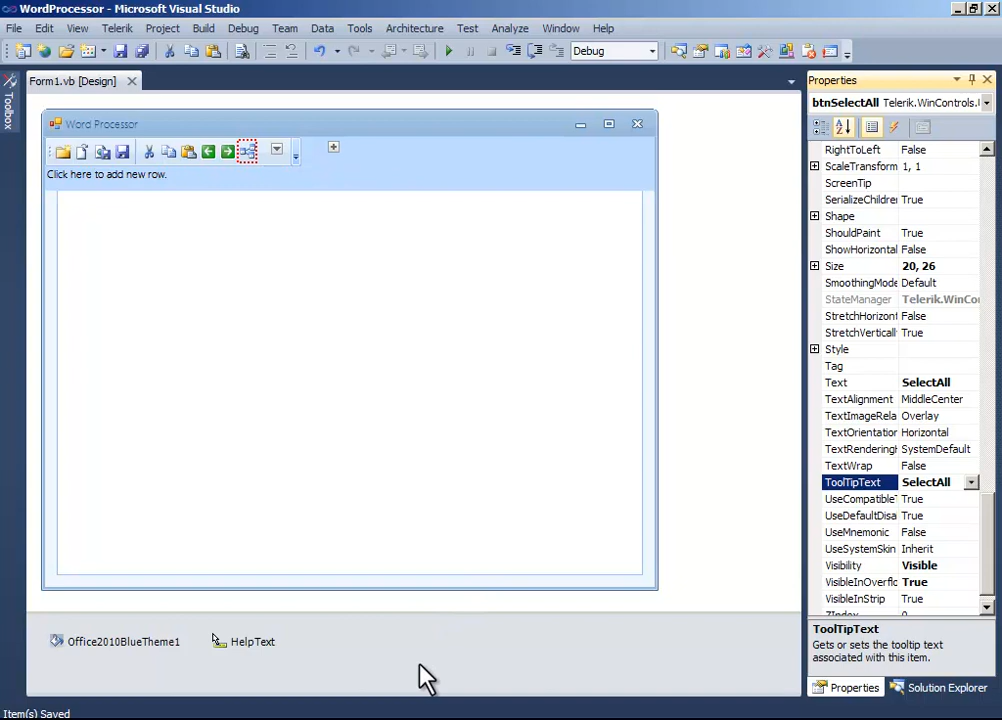 WordProcessor - Microsoft Visual Studio
File Edit View Telerik Project Build Debug Team Data Tools Architecture Test Analyze Window Help
Debug
Form1.vb [Design]
Toolbox
Word Processor
Click here to add new row.
Office2010BlueTheme1 HelpText
Properties
btnSelectAll Telerik.WinControls.
RightToLeft False
ScaleTransform 1, 1
ScreenTip
SerializeChildren True
Shape
ShouldPaint True
ShowHorizontal False
Size 20, 26
SmoothingMode Default
StateManager Telerik.WinCo
StretchHorizont False
StretchVertical True
Style
Tag
Text SelectAll
TextAlignment MiddleCenter
TextImageRela Overlay
TextOrientation Horizontal
TextRendering SystemDefault
TextWrap False
ToolTipText SelectAll
UseCompatible True
UseDefaultDisa True
UseMnemonic False
UseSystemSkin Inherit
Visibility Visible
VisibleInOverflo True
VisibleInStrip True
ToolTipText
Gets or sets the tooltip text
associated with this item.
Properties Solution Explorer
Item(s) Saved